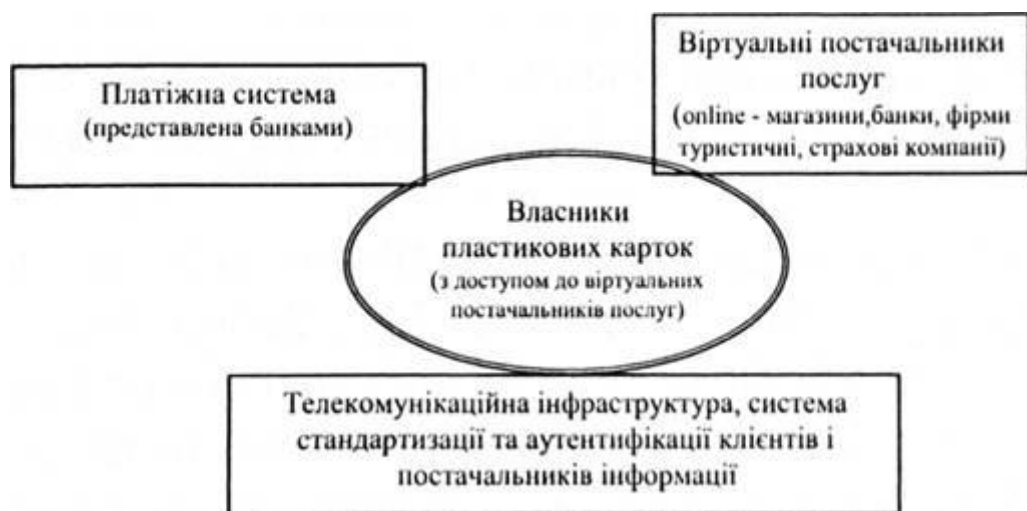 Платіжна система
(представлена банками)
Віртуальні постачальники
послуг
(online - магазини,банки, фірми
туристичні, страхові компанії)
Власники
пластикових карток
(з доступом до віртуальних
постачальників послуг)
Телекомунікаційна інфраструктура, система
стандартизації та аутентифікації клієнтів і
постачальників інформації